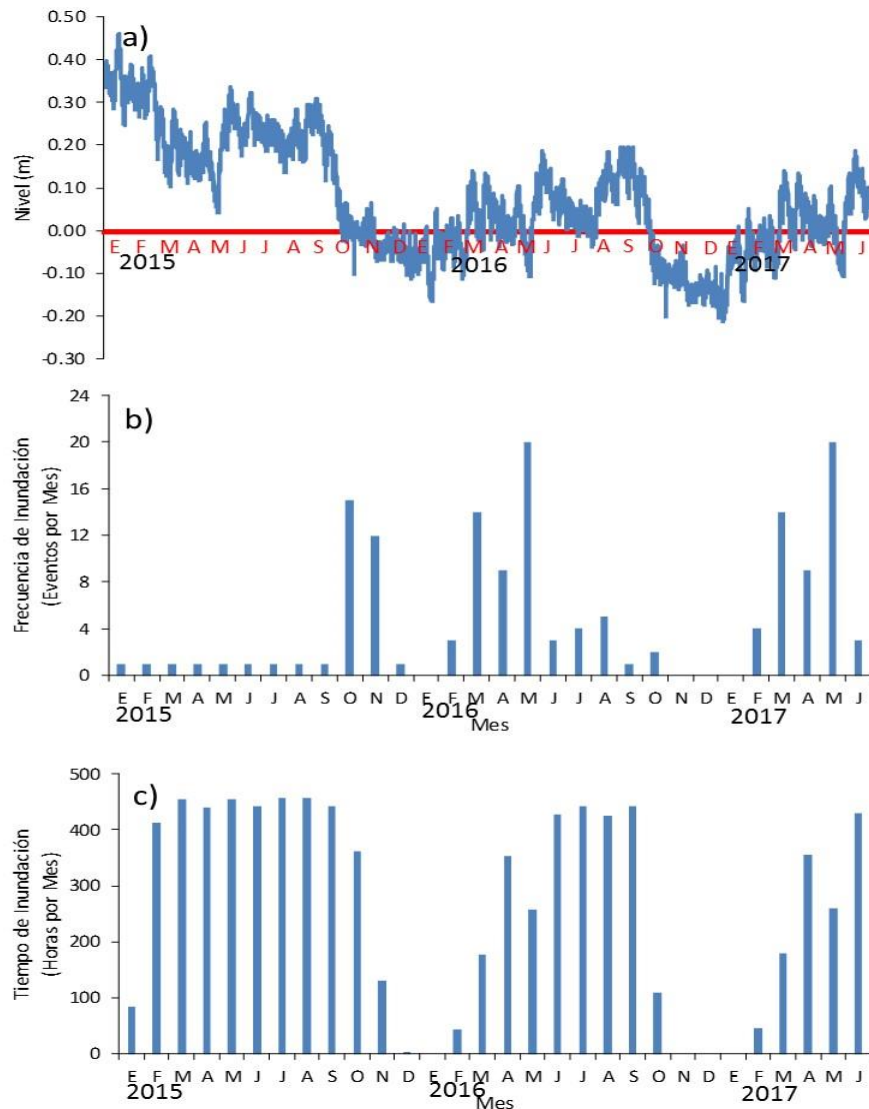 a)
0.50
0.40
0.30
0.20
0.10
0.00
-0.10
-0.20
-0.30
Nivel (m)
E F M A M J J A S O N D E F M A M J J A S O N D E F M A M J
2015 2016 2017
b)
24
20
16
12
8
4
0
Frecuencia de Inundación
(Eventos por Mes)
E F M A M J J A S O N D E F M A M J J A S O N D E F M A M J
2015 2016 2017
Mes
c)
500
400
300
200
100
0
Tiempo de Inundación
(Horas por Mes)
E F M A M J J A S O N D E F M A M J J A S O N D E F M A M J
2015 2016 2017
Mes